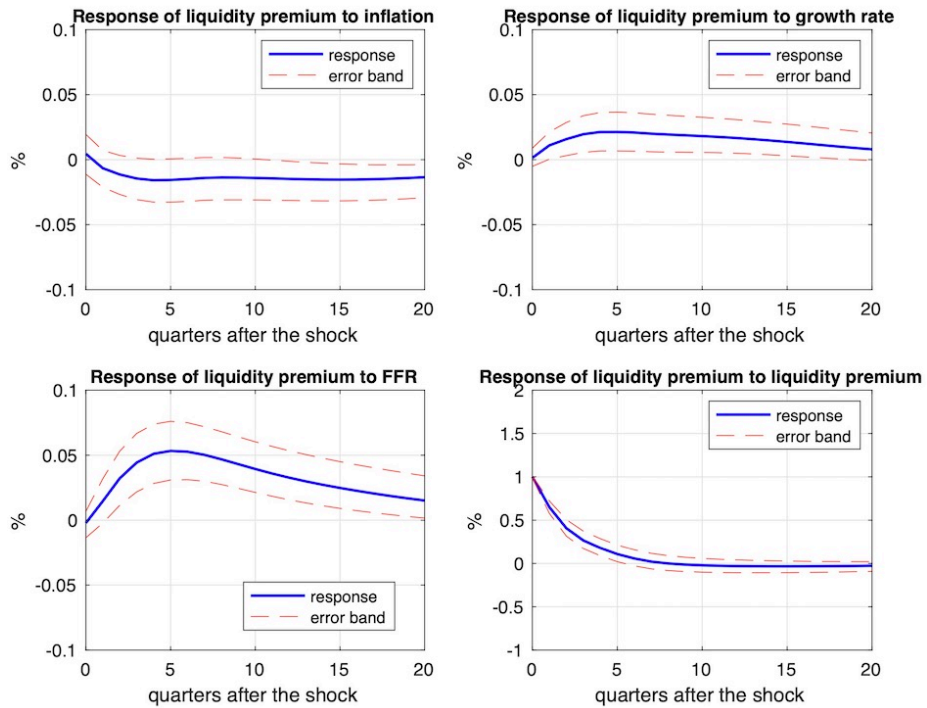 Response of liquidity premium to inflation
0.1
0.05
0
-0.05
-0.1
%
response
error band
0 5 10 15 20
quarters after the shock
Response of liquidity premium to growth rate
0.1
0.05
0
-0.05
-0.1
%
response
error band
0 5 10 15 20
quarters after the shock
Response of liquidity premium to FFR
0.1
0.05
0
-0.05
-0.1
%
response
error band
0 5 10 15 20
quarters after the shock
Response of liquidity premium to liquidity premium
2
1.5
1
0.5
0
-0.5
-1
%
response
error band
0 5 10 15 20
quarters after the shock